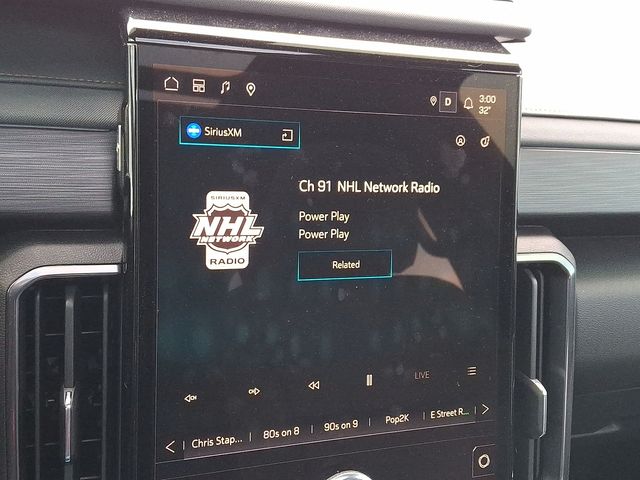 D
3:00
32°
SiriusXM
Ch 91 NHL Network Radio
SIRIUSXM
NHL
NETWORK
RADIO
Power Play
Power Play
Related
LIVE
Chris Stap... | 80s on 8 | 90s on 9 | Pop2K | E Street R...